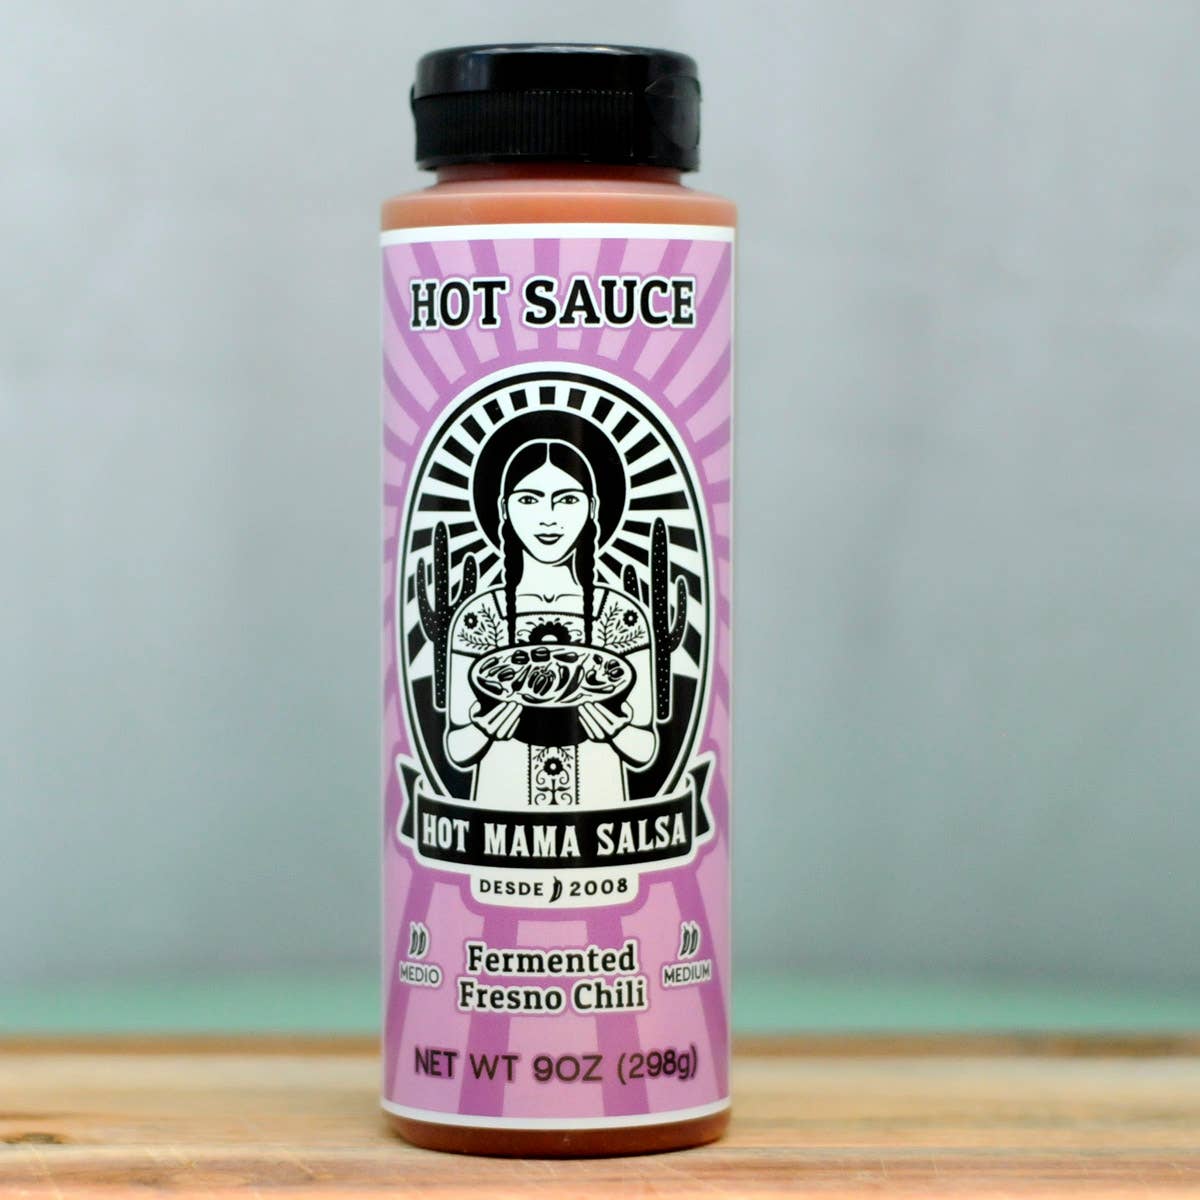 HOT SAUCE
HOT MAMA SALSA
DESDE 2008
MEDIO
Fermented
Fresno Chili
MEDIUM
NET WT 9OZ (298g)